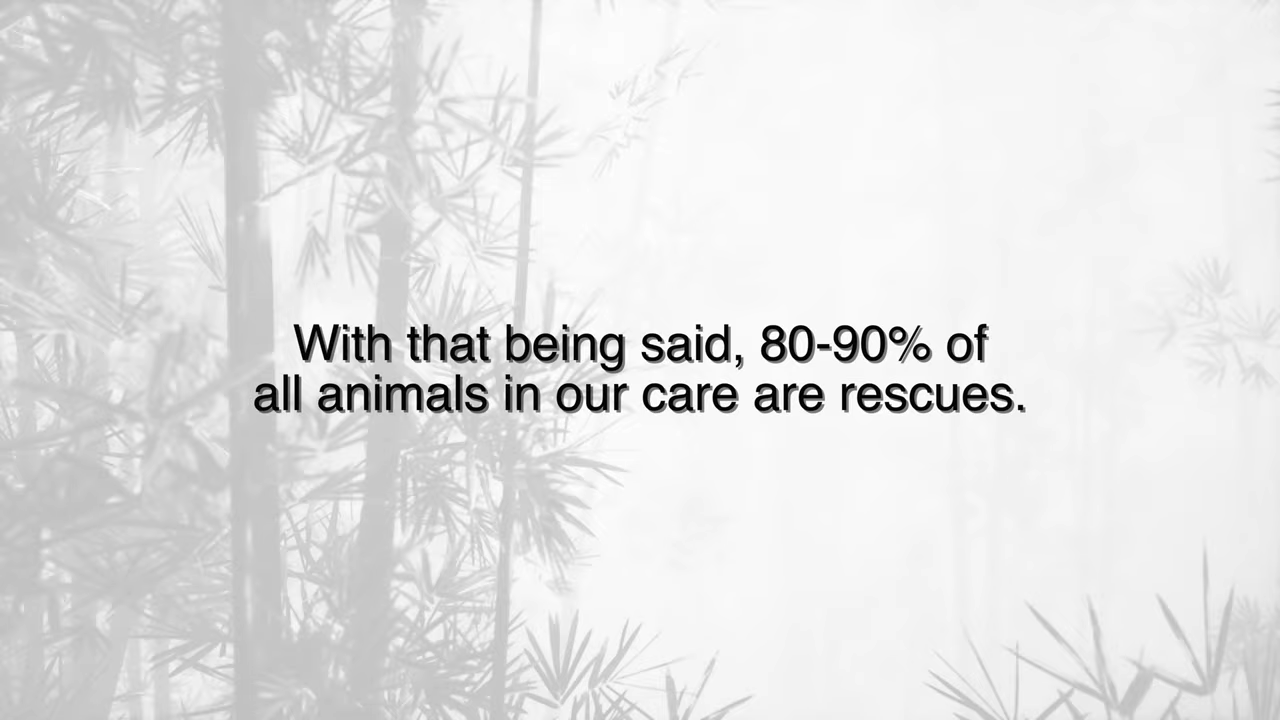 With that being said, 80-90% of
all animals in our care are rescues.